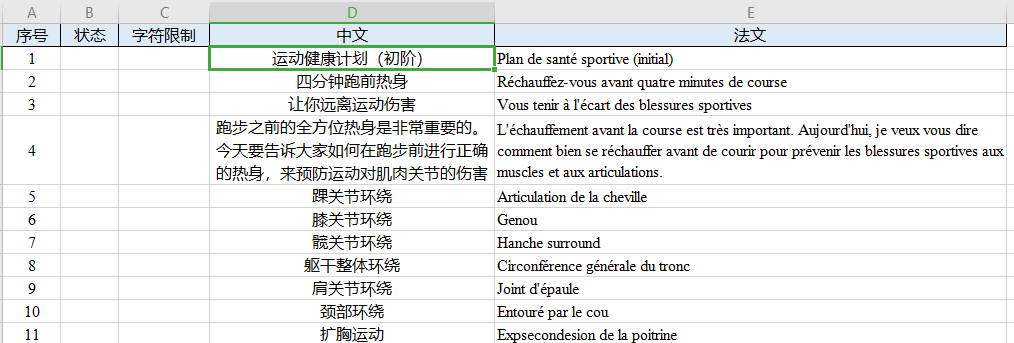 A B C D E
序号 状态 字符限制 中文 法文
1 运动健康计划（初阶） Plan de santé sportive (initial)
2 四分钟跑前热身 Réchauffez-vous avant quatre minutes de course
3 让你远离运动伤害 Vous tenir à l'écart des blessures sportives
4 跑步之前的全方位热身是非常重要的。
今天要告诉大家如何在跑步前进行正确
的热身，来预防运动对肌肉关节的伤害
L'échauffement avant la course est très important. Aujourd'hui, je veux vous dire
comment bien se réchauffer avant de courir pour prévenir les blessures sportives aux
muscles et aux articulations.
5 踝关节环绕 Articulation de la cheville
6 膝关节环绕 Genou
7 髋关节环绕 Hanche surround
8 躯干整体环绕 Circonférence générale du tronc
9 肩关节环绕 Joint d'épaule
10 颈部环绕 Entouré par le cou
11 扩胸运动 Expsecondesion de la poitrine